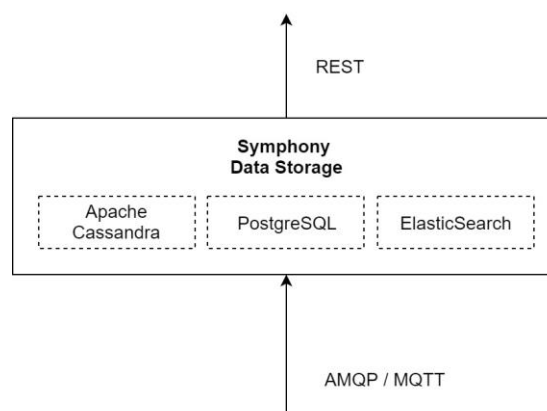 REST
Symphony
Data Storage
Apache
Cassandra
PostgreSQL
ElasticSearch
AMQP / MQTT